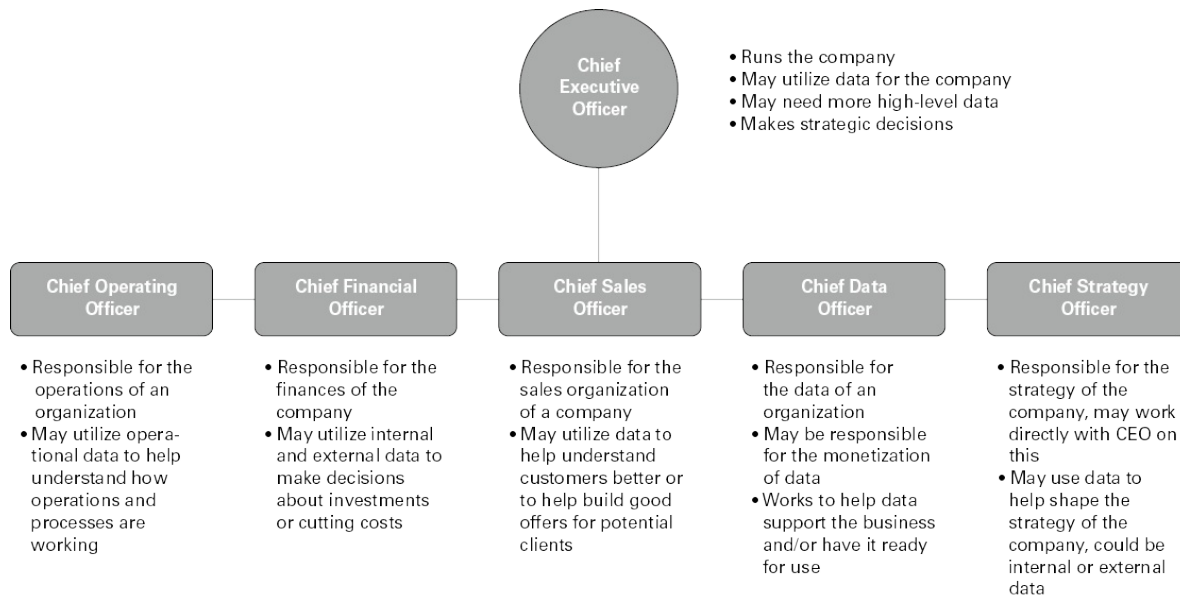 Chief
Executive
Officer
• Runs the company
• May utilize data for the company
• May need more high-level data
• Makes strategic decisions
Chief Operating
Officer
• Responsible for the
operations of an
organization
• May utilize opera-
tional data to help
understand how
operations and
processes are
working
Chief Financial
Officer
• Responsible for the
finances of the
company
• May utilize internal
and external data to
make decisions
about investments
or cutting costs
Chief Sales
Officer
• Responsible for the
sales organization
of a company
• May utilize data to
help understand
customers better or
to help build good
offers for potential
clients
Chief Data
Officer
• Responsible for
the data of an
organization
• May be responsible
for the monetization
of data
• Works to help data
support the business
and/or have it ready
for use
Chief Strategy
Officer
• Responsible for the
strategy of the
company, may work
directly with CEO on
this
• May use data to
help shape the
strategy of the
company, could be
internal or external
data